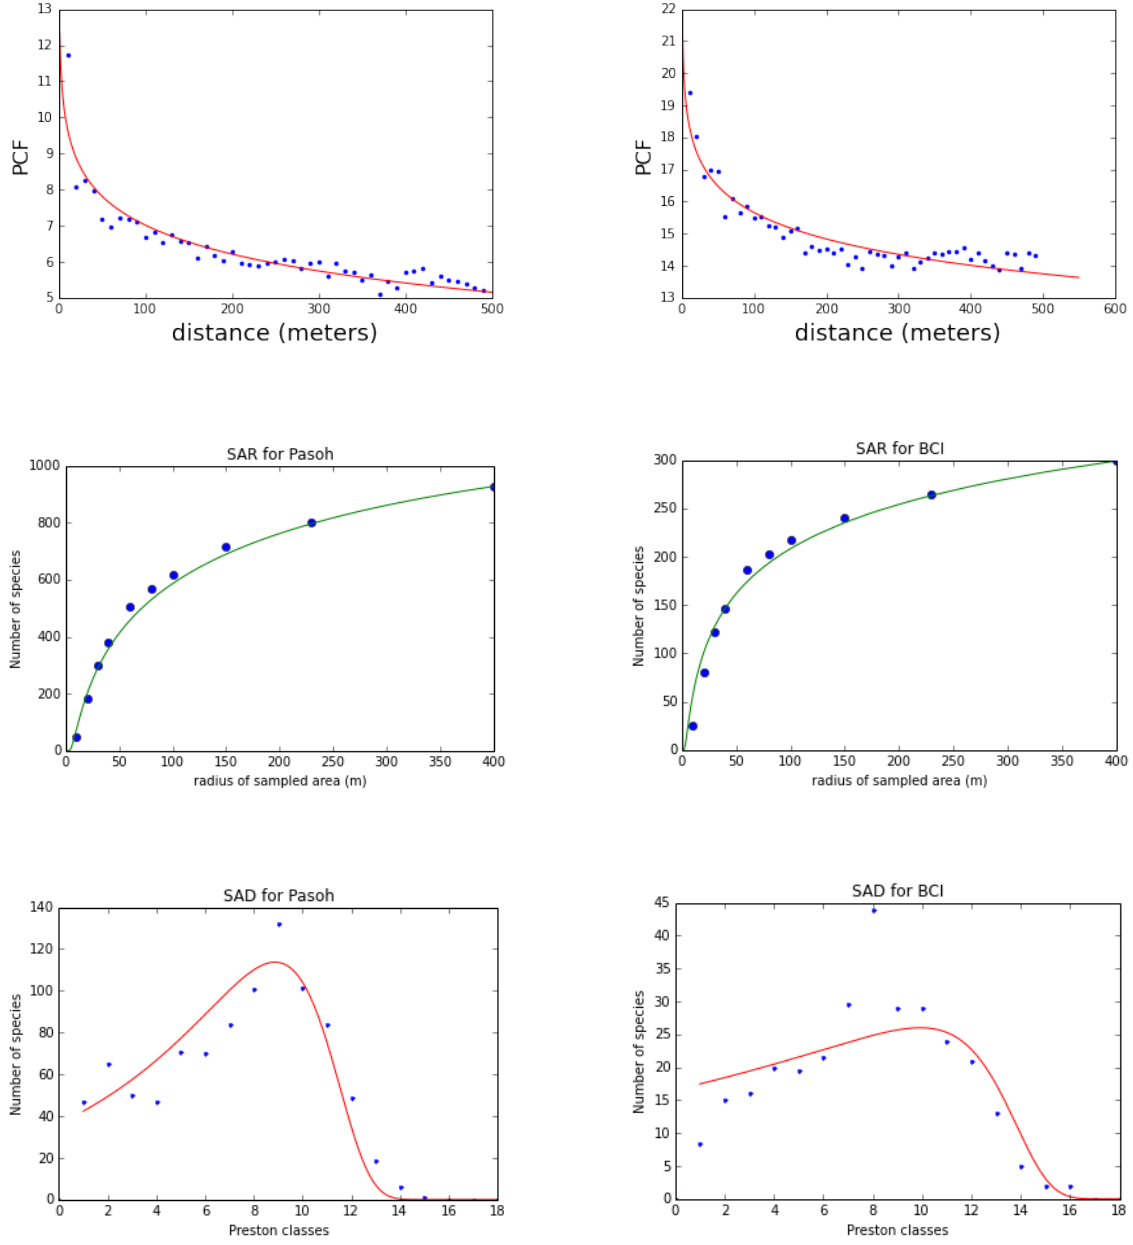 13
12
11
10
9
8
7
6
5
PCF
0 100 200 300 400 500
distance (meters)
22
21
20
19
18
17
16
15
14
13
PCF
0 100 200 300 400 500 600
distance (meters)
SAR for Pasoh
1000
800
600
400
200
0
Number of species
0 50 100 150 200 250 300 350 400
radius of sampled area (m)
SAR for BCI
300
250
200
150
100
50
0
Number of species
0 50 100 150 200 250 300 350 400
radius of sampled area (m)
SAD for Pasoh
140
120
100
80
60
40
20
0
Number of species
0 2 4 6 8 10 12 14 16 18
Preston classes
SAD for BCI
45
40
35
30
25
20
15
10
5
0
Number of species
0 2 4 6 8 10 12 14 16 18
Preston classes